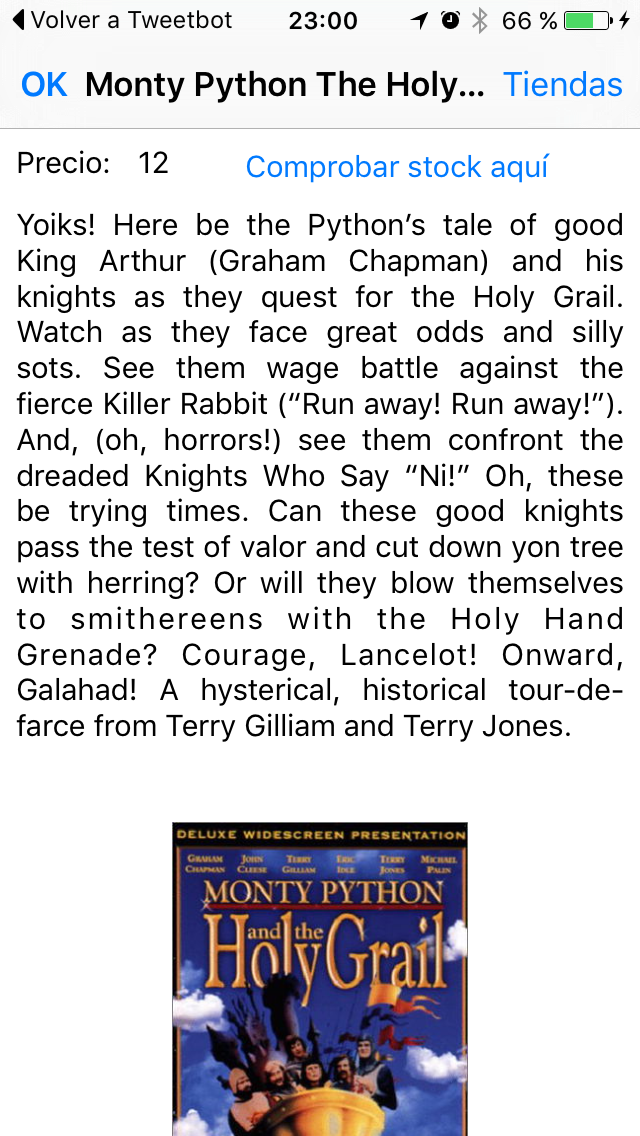 Volver a Tweetbot 23:00 66 %
OK Monty Python The Holy... Tiendas
Precio: 12 Comprobar stock aquí
Yoiks! Here be the Python’s tale of good
King Arthur (Graham Chapman) and his
knights as they quest for the Holy Grail.
Watch as they face great odds and silly
sots. See them wage battle against the
fierce Killer Rabbit (“Run away! Run away!”).
And, (oh, horrors!) see them confront the
dreaded Knights Who Say “Ni!” Oh, these
be trying times. Can these good knights
pass the test of valor and cut down yon tree
with herring? Or will they blow themselves
to smithereens with the Holy Hand
Grenade? Courage, Lancelot! Onward,
Galahad! A hysterical, historical tour-de-
farce from Terry Gilliam and Terry Jones.
DELUXE WIDESCREEN PRESENTATION
GRAHAM JOHN TERRY ERIC TERRY MICHAEL
CHAPMAN CLEESE GILLIAM IDLE JONES PALIN
MONTY PYTHON
and the
Holy Grail